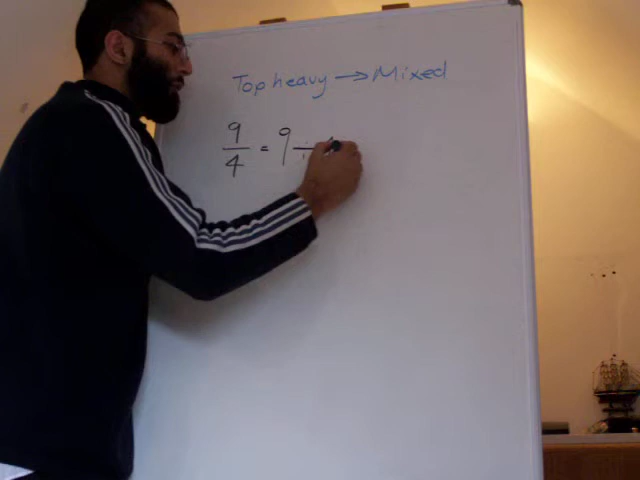 Top heavy → Mixed
9/4 = 9 ÷